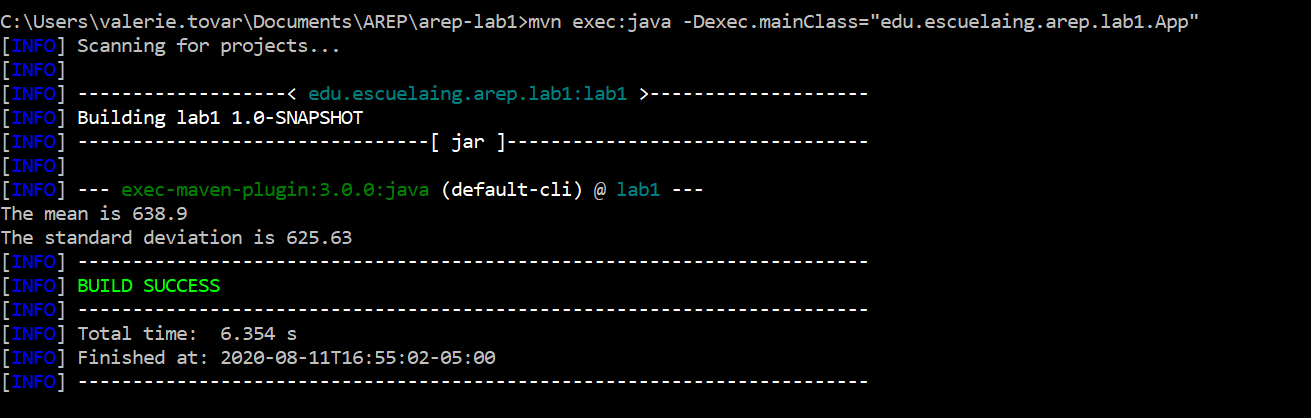 C:\Users\valerie.tovar\Documents\AREP\arep-lab1>mvn exec:java -Dexec.mainClass="edu.escuelaing.arep.lab1.App"
[INFO] Scanning for projects...
[INFO]
[INFO] -------------------< edu.escuelaing.arep.lab1:lab1 >--------------------
[INFO] Building lab1 1.0-SNAPSHOT
[INFO] --------------------------------[ jar ]---------------------------------
[INFO]
[INFO] --- exec-maven-plugin:3.0.0:java (default-cli) @ lab1 ---
The mean is 638.9
The standard deviation is 625.63
[INFO] ------------------------------------------------------------------------
[INFO] BUILD SUCCESS
[INFO] ------------------------------------------------------------------------
[INFO] Total time:  6.354 s
[INFO] Finished at: 2020-08-11T16:55:02-05:00
[INFO] ------------------------------------------------------------------------